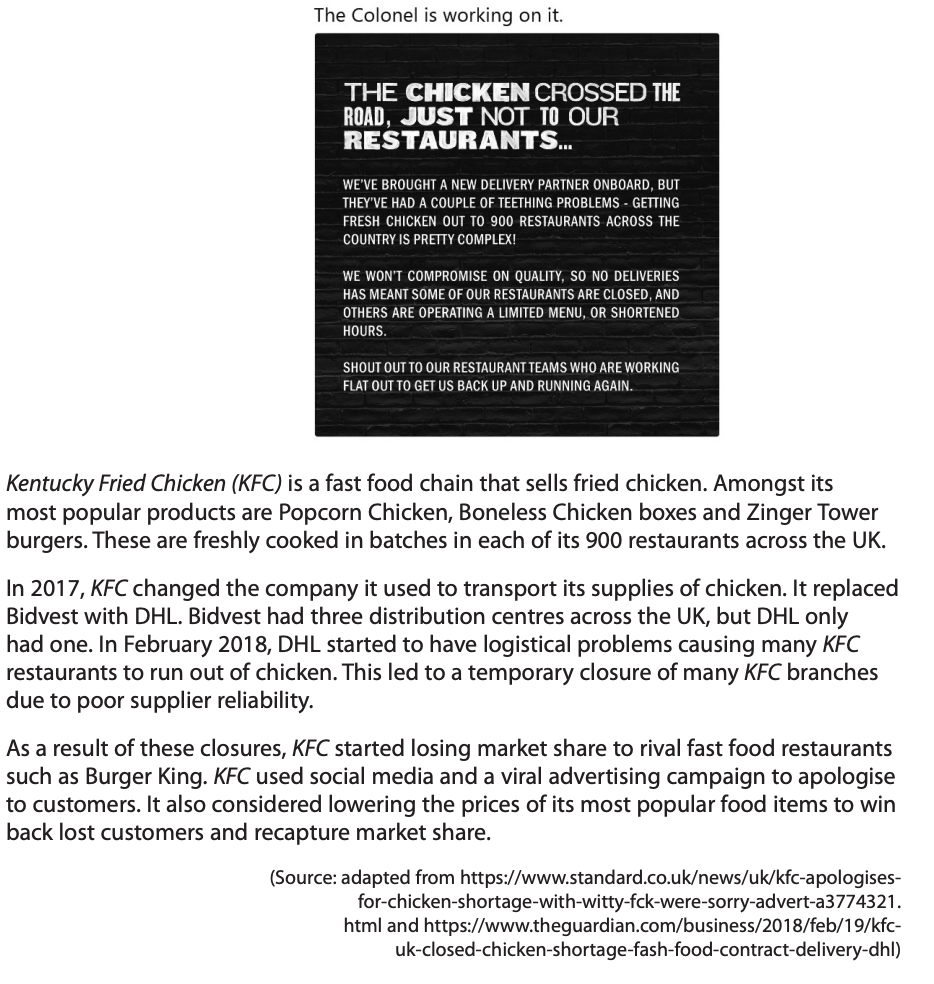 The Colonel is working on it.
THE CHICKEN CROSSED THE
ROAD, JUST NOT TO OUR
RESTAURANTS...
WE'VE BROUGHT A NEW DELIVERY PARTNER ONBOARD, BUT
THEY'VE HAD A COUPLE OF TEETHING PROBLEMS - GETTING
FRESH CHICKEN OUT TO 900 RESTAURANTS ACROSS THE
COUNTRY IS PRETTY COMPLEX!
WE WON'T COMPROMISE ON QUALITY, SO NO DELIVERIES
HAS MEANT SOME OF OUR RESTAURANTS ARE CLOSED, AND
OTHERS ARE OPERATING A LIMITED MENU, OR SHORTENED
HOURS.
SHOUT OUT TO OUR RESTAURANT TEAMS WHO ARE WORKING
FLAT OUT TO GET US BACK UP AND RUNNING AGAIN.
Kentucky Fried Chicken (KFC) is a fast food chain that sells fried chicken. Amongst its
most popular products are Popcorn Chicken, Boneless Chicken boxes and Zinger Tower
burgers. These are freshly cooked in batches in each of its 900 restaurants across the UK.
In 2017, KFC changed the company it used to transport its supplies of chicken. It replaced
Bidvest with DHL. Bidvest had three distribution centres across the UK, but DHL only
had one. In February 2018, DHL started to have logistical problems causing many KFC
restaurants to run out of chicken. This led to a temporary closure of many KFC branches
due to poor supplier reliability.
As a result of these closures, KFC started losing market share to rival fast food restaurants
such as Burger King. KFC used social media and a viral advertising campaign to apologise
to customers. It also considered lowering the prices of its most popular food items to win
back lost customers and recapture market share.
(Source: adapted from https://www.standard.co.uk/news/uk/kfc-apologises-
for-chicken-shortage-with-witty-fck-were-sorry-advert-a3774321.
html and https://www.theguardian.com/business/2018/feb/19/kfc-
uk-closed-chicken-shortage-fash-food-contract-delivery-dhl)